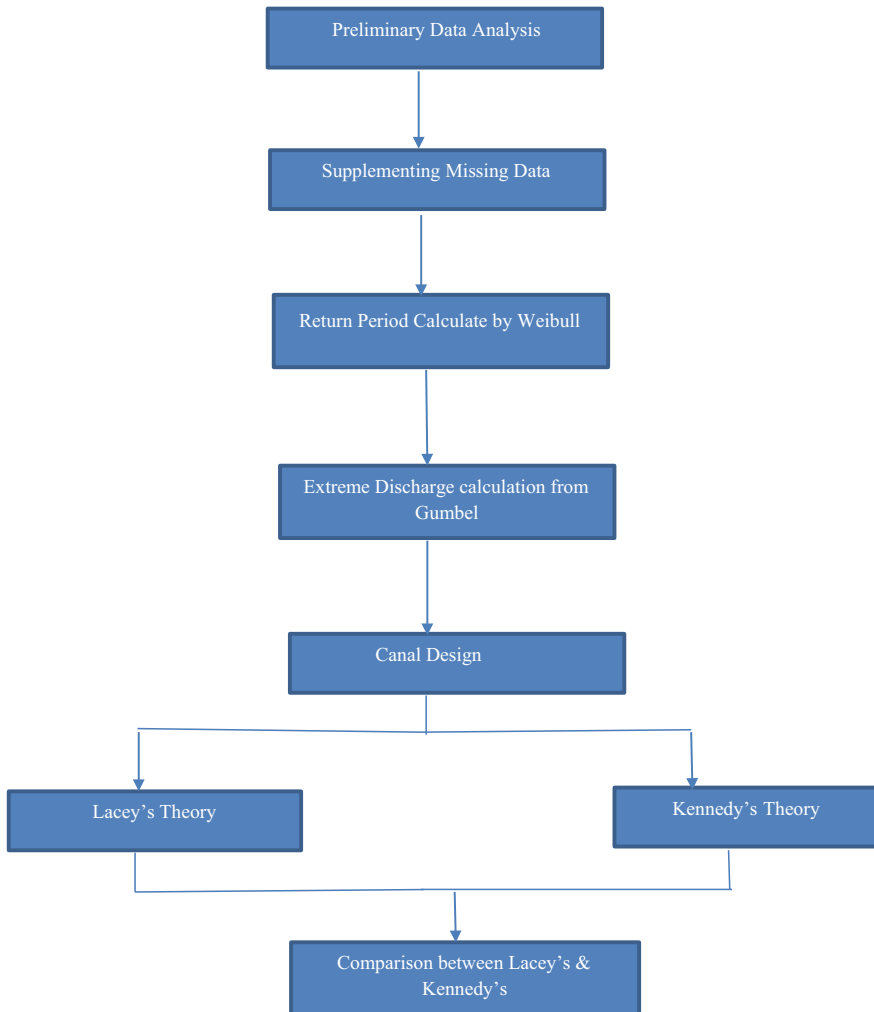 Preliminary Data Analysis
Supplementing Missing Data
Return Period Calculate by Weibull
Extreme Discharge calculation from
Gumbel
Canal Design
Lacey’s Theory
Kennedy’s Theory
Comparison between Lacey’s &
Kennedy’s